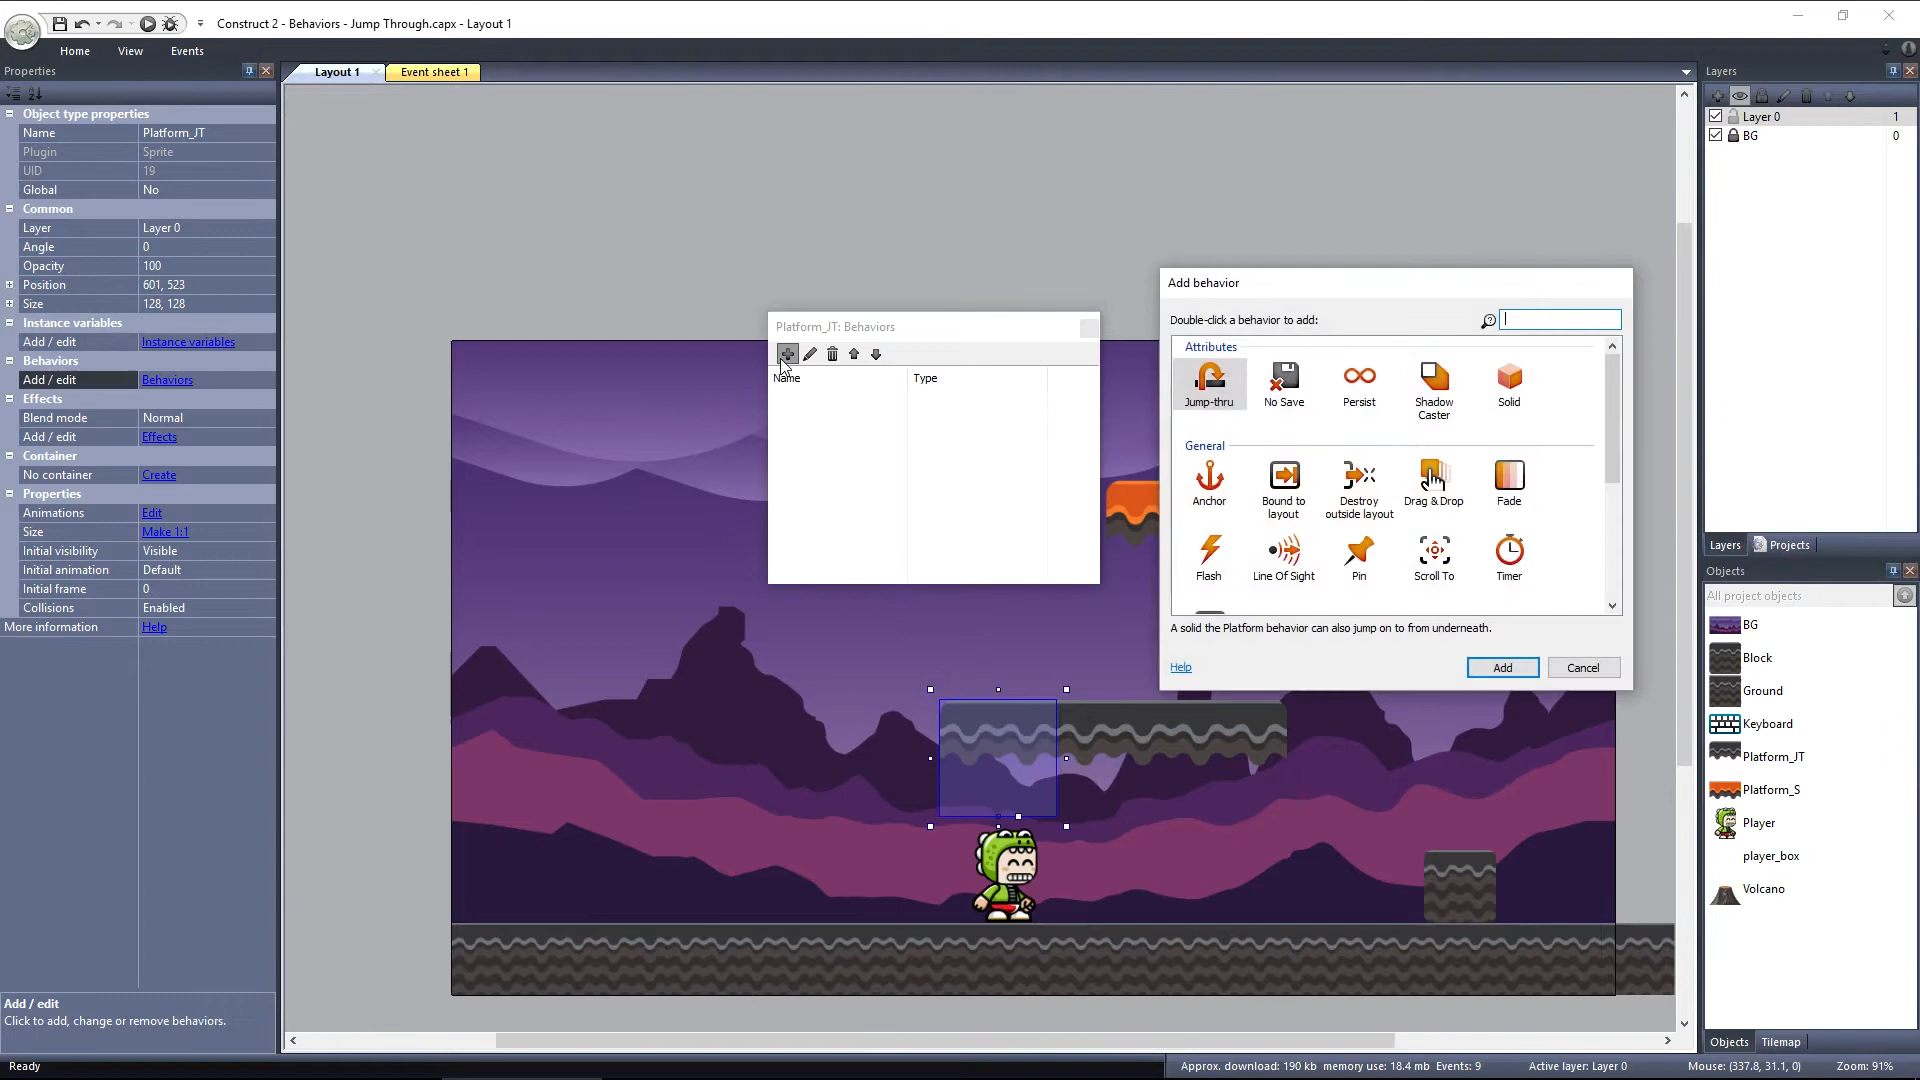 Construct 2 - Behaviors - Jump Through.capx - Layout 1
Home View Events
Properties
Object type properties
Name Platform_JT
Plugin Sprite
UID 19
Global No
Common
Layer Layer 0
Angle 0
Opacity 100
Position 601, 523
Size 128, 128
Instance variables
Add / edit Instance variables
Behaviors
Add / edit Behaviors
Effects
Blend mode Normal
Add / edit Effects
Container
No container Create
Properties
Animations Edit
Size Make 1:1
Initial visibility Visible
Initial animation Default
Initial frame 0
Collisions Enabled
More information Help
Add / edit
Click to add, change or remove behaviors.
Ready
Layout 1 Event sheet 1
Platform_JT: Behaviors
Name Type
Add behavior
Double-click a behavior to add:
Attributes
Jump-thru No Save Persist Shadow Caster Solid
General
Anchor Bound to layout Destroy outside layout Drag & Drop Fade
Flash Line Of Sight Pin Scroll To Timer
A solid the Platform behavior can also jump on to from underneath.
Help Add Cancel
Layers
Layer 0 1
BG 0
Layers Projects
Objects
All project objects
BG
Block
Ground
Keyboard
Platform_JT
Platform_S
Player
player_box
Volcano
Objects Tilemap
Approx. download: 190 kb memory use: 18.4 mb Events: 9 Active layer: Layer 0 Mouse: (337.8, 31.1, 0) Zoom: 91%